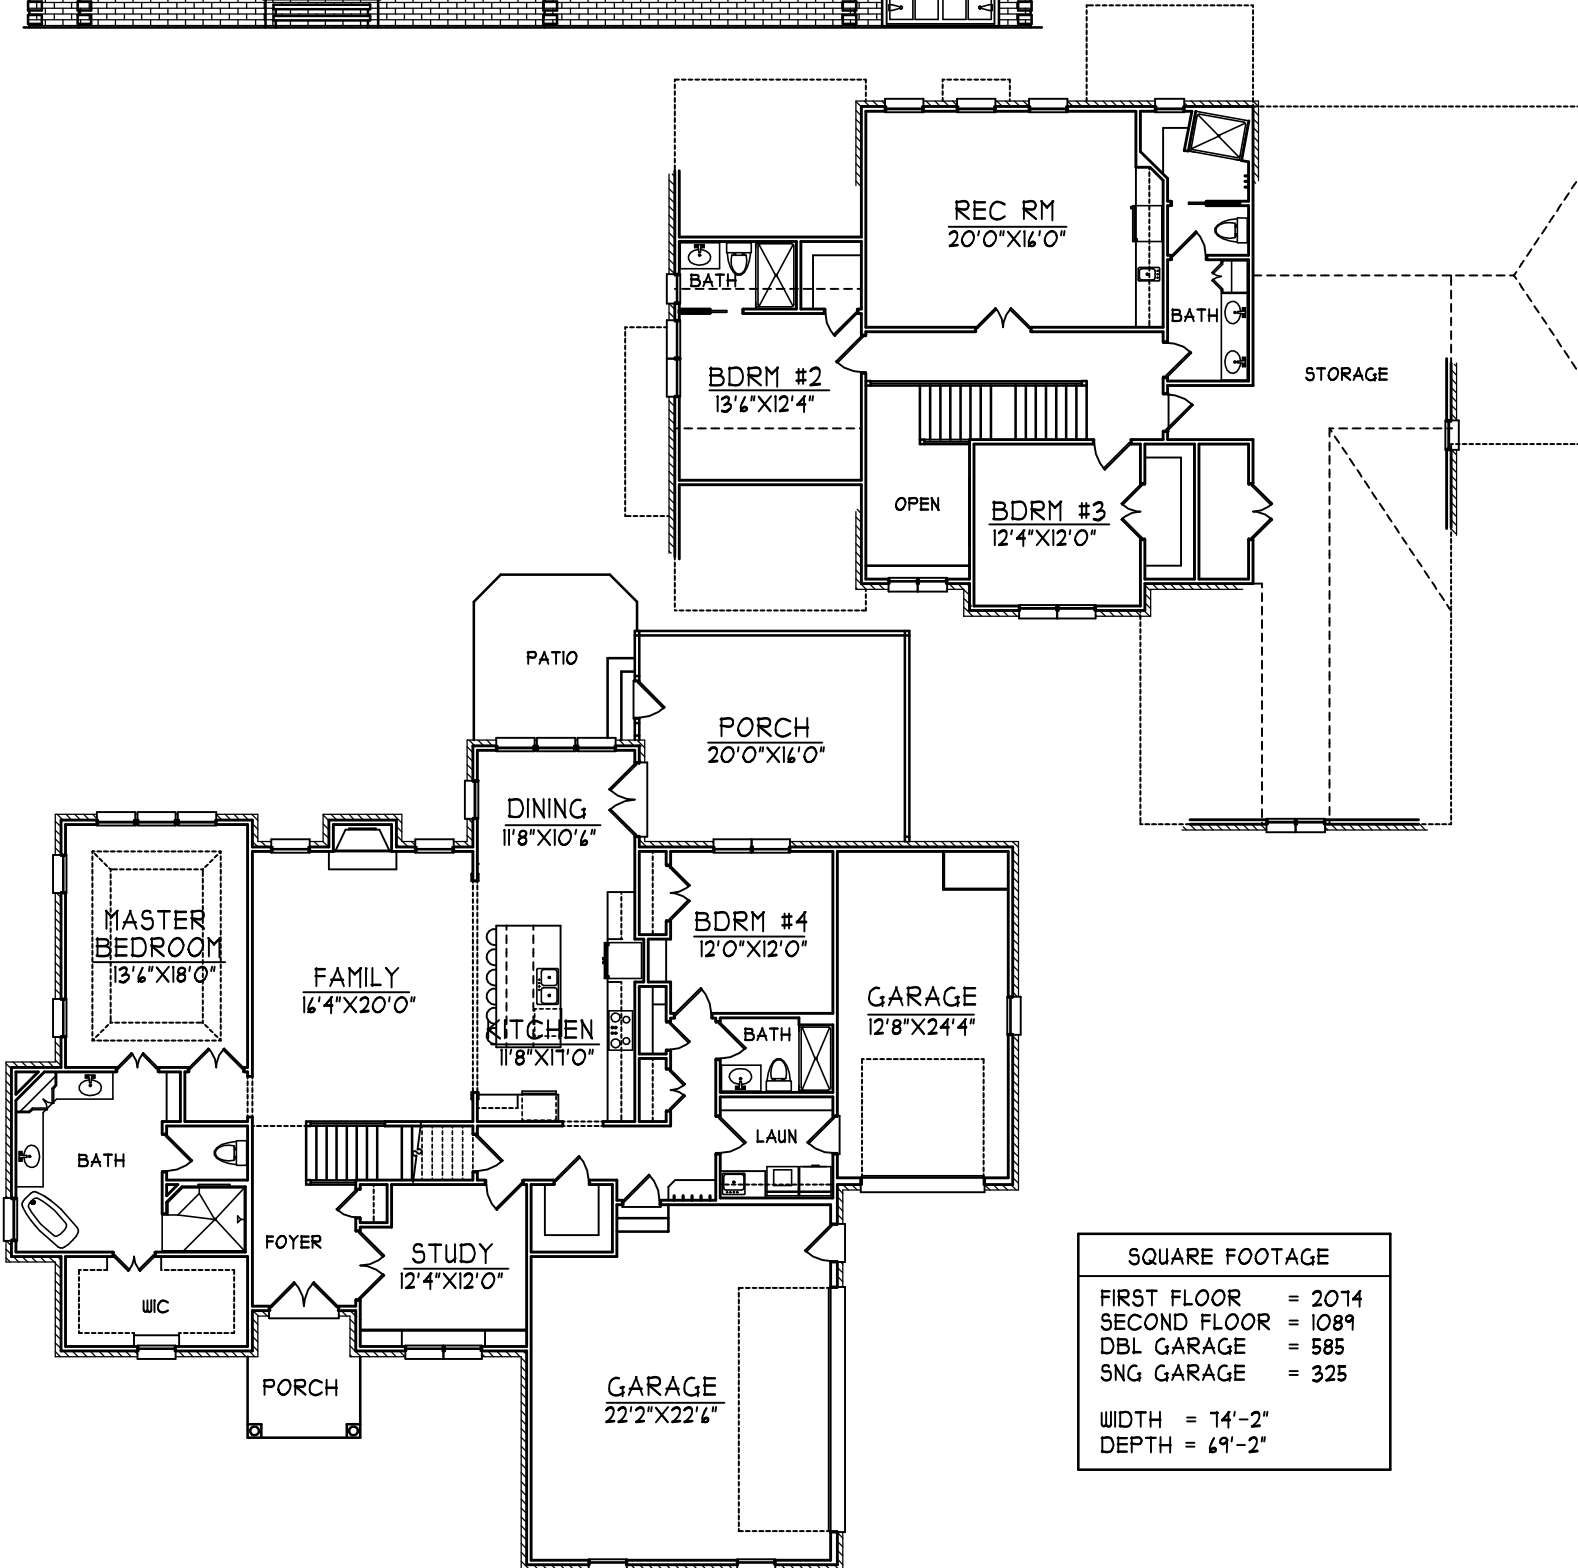 REC RM
20'0"X16'0"
BATH
BATH
BDRM #2
13'6"X12'4"
STORAGE
OPEN
BDRM #3
12'4"X12'0"
PATIO
PORCH
20'0"X16'0"
DINING
11'8"X10'6"
MASTER
BEDROOM
13'6"X18'0"
FAMILY
16'4"X20'0"
BDRM #4
12'0"X12'0"
GARAGE
12'8"X24'4"
KITCHEN
11'8"X17'0"
BATH
LAUN
BATH
FOYER
STUDY
12'4"X12'0"
WIC
PORCH
GARAGE
22'2"X22'6"
SQUARE FOOTAGE
FIRST FLOOR = 2074
SECOND FLOOR = 1089
DBL GARAGE = 585
SNG GARAGE = 325
WIDTH = 74'-2"
DEPTH = 69'-2"